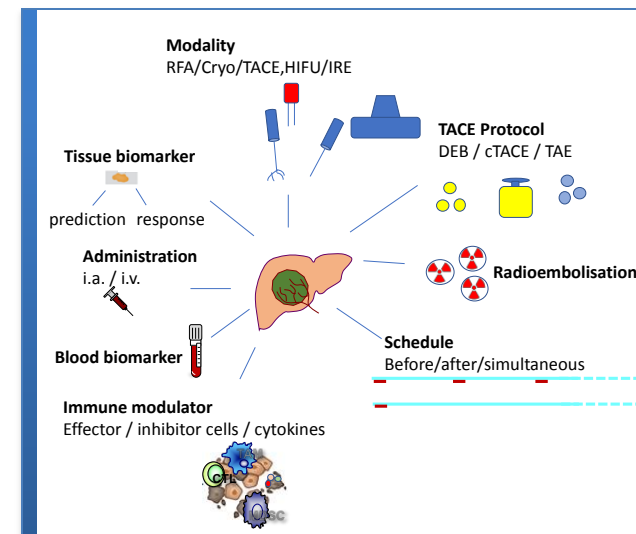 Modality
RFA/Cryo/TACE,HIFU/IRE
TACE Protocol
DEB / cTACE / TAE
Tissue biomarker
prediction response
Administration
i.a. / i.v.
Radioembolisation
Schedule
Before/after/simultaneous
Blood biomarker
Immune modulator
Effector / inhibitor cells / cytokines
CTL